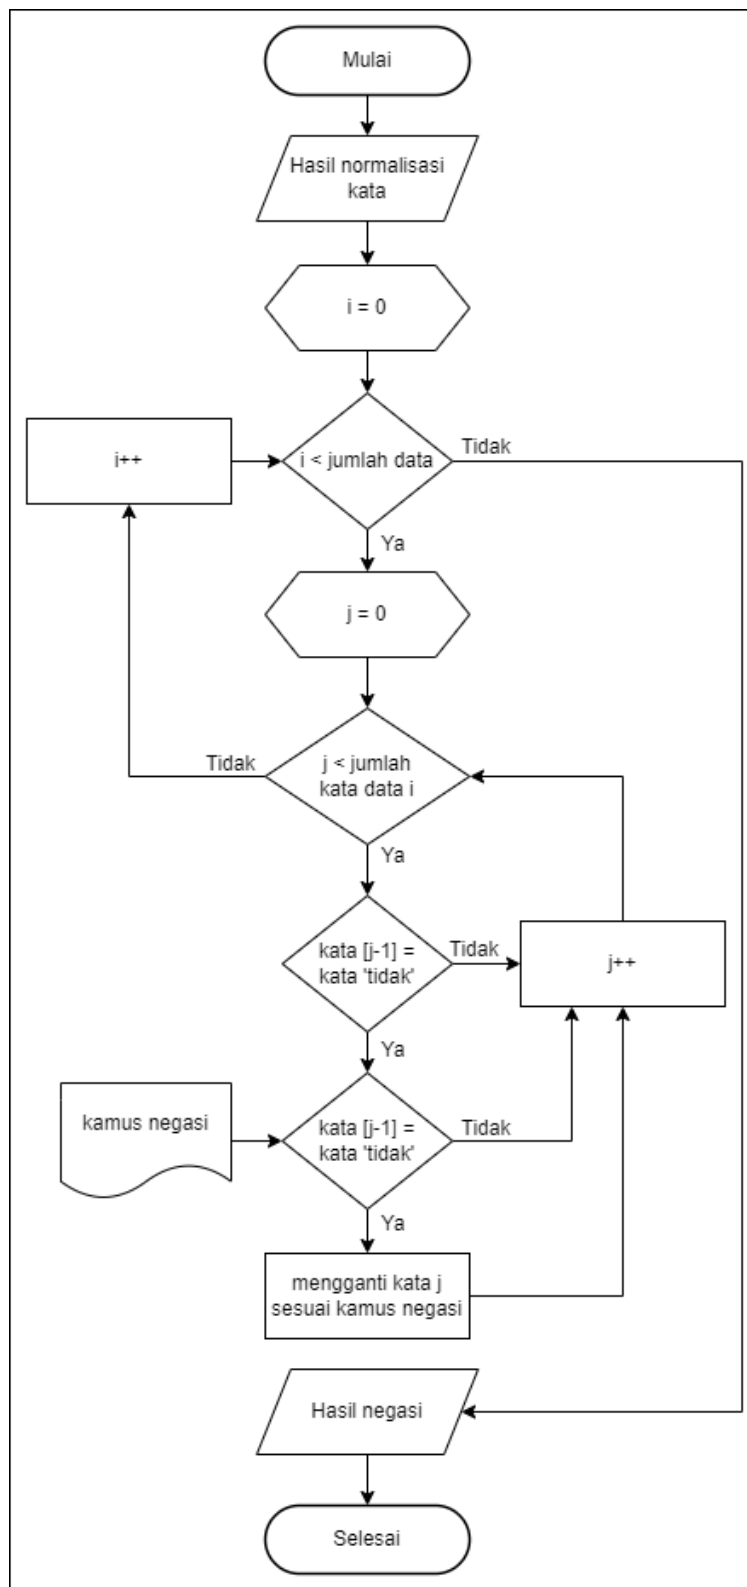 Mulai
Hasil normalisasi
kata
i = 0
i++
i < jumlah data
Tidak
Ya
j = 0
Tidak
j < jumlah
kata data i
Ya
kata [j-1] =
kata 'tidak'
Tidak
j++
Ya
kamus negasi
kata [j-1] =
kata 'tidak'
Tidak
Ya
mengganti kata j
sesuai kamus negasi
Hasil negasi
Selesai